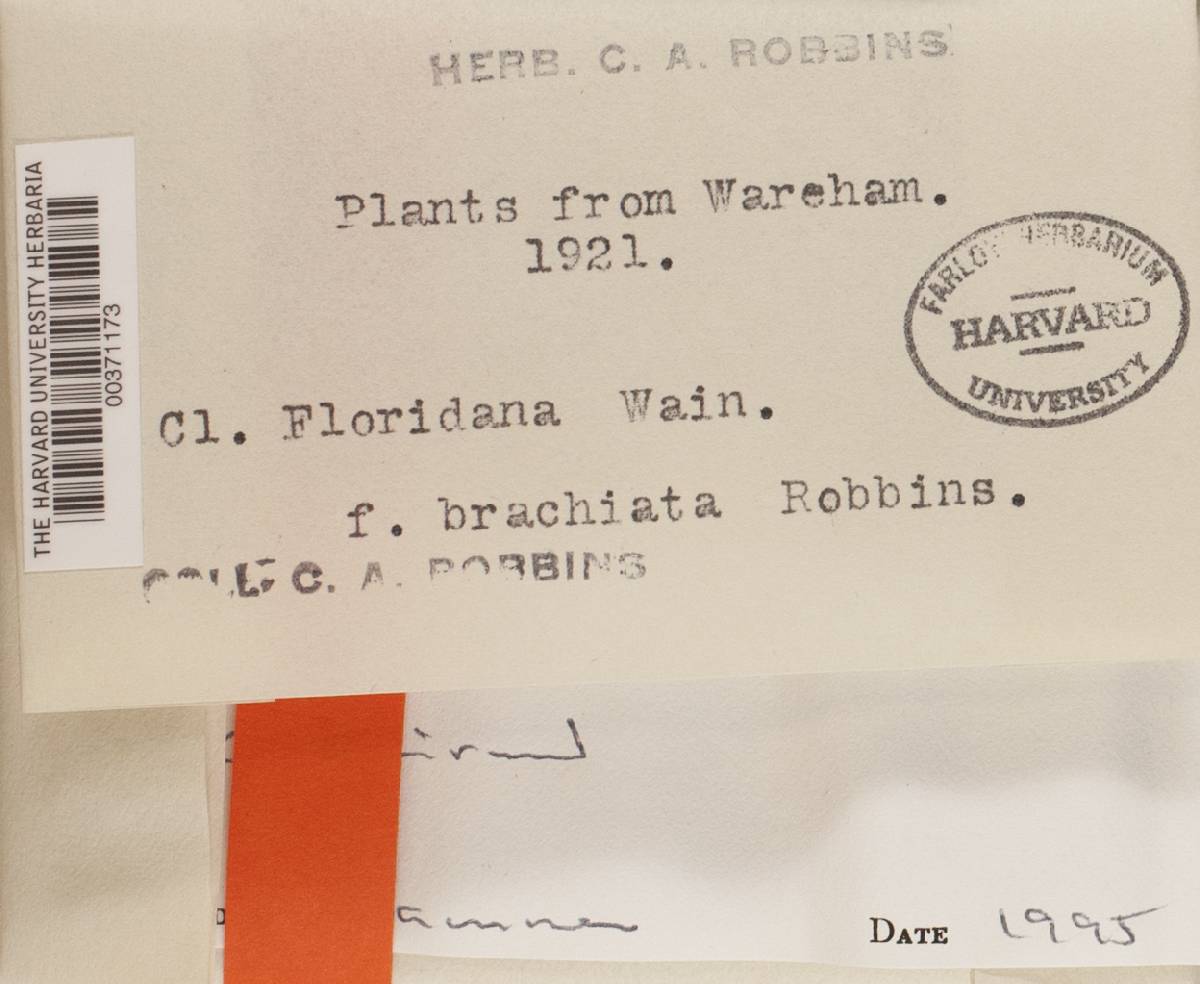 HERB. C. A. ROBBINS
THE HARVARD UNIVERSITY HERBARIA
00371173
Plants from Wareham.
1921.
FARLOW HERBARIUM
HARVARD
UNIVERSITY
Cl. Floridana Wain.
f. brachiata Robbins.
COLL. C. A. ROBBINS
DATE 1995